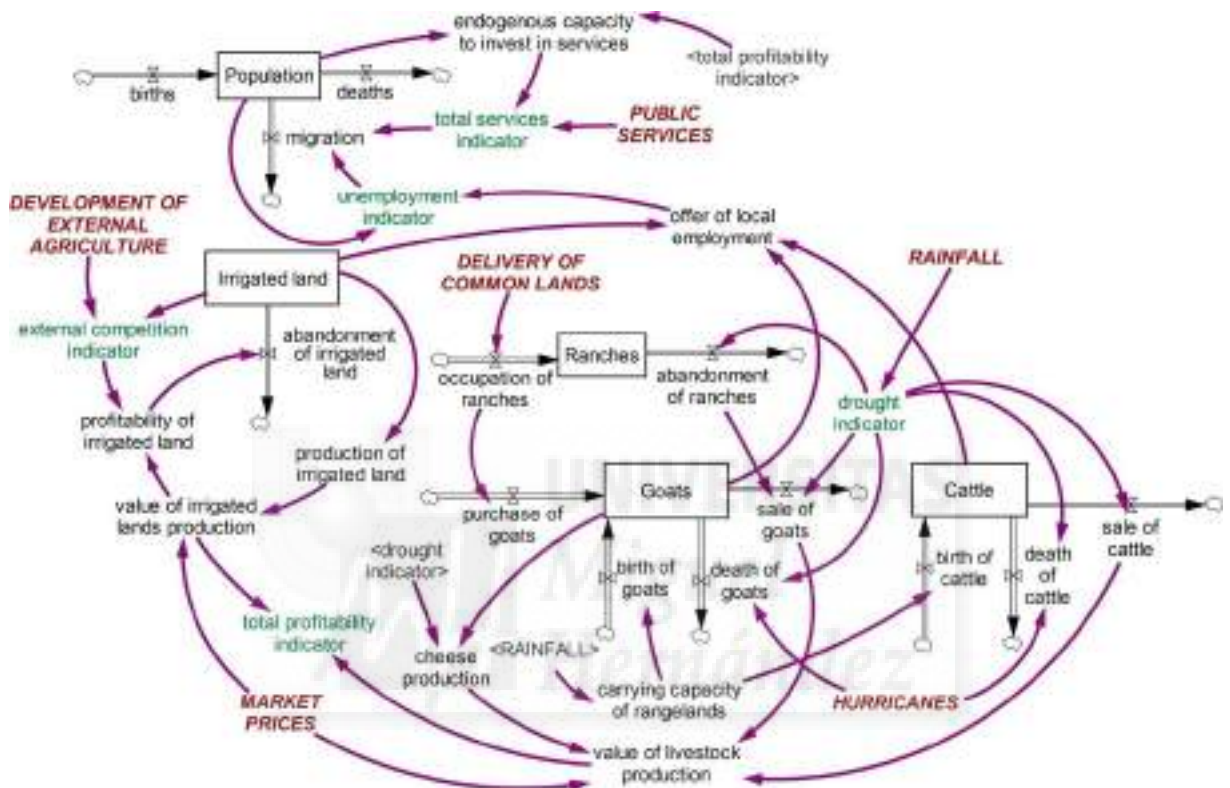 endogenous capacity
to invest in services
<total profitability
indicator>
Population
births
deaths
PUBLIC
SERVICES
total services
indicator
migration
unemployment
indicator
DEVELOPMENT OF
EXTERNAL
AGRICULTURE
offer of local
employment
Irrigated land
DELIVERY OF
COMMON LANDS
RAINFALL
external competition
indicator
abandonment
of irrigated
land
Ranches
occupation of
ranches
abandonment
of ranches
drought
indicator
profitability of
irrigated land
production of
irrigated land
UNIVERSITAS
Goats
Cattle
value of irrigated
lands production
purchase of
goats
sale of
goats
sale of
cattle
<drought
indicator>
birth of
goats
death of
goats
birth of
cattle
death
of
cattle
Miguel
Hernández
total profitability
indicator
cheese
production
<RAINFALL>
carrying capacity
of rangelands
HURRICANES
MARKET
PRICES
value of livestock
production